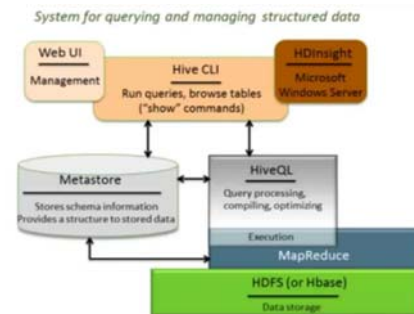 System for querying and managing structured data
Web UI
Management
Hive CLI
Run queries, browse tables
("show" commands)
HDInsight
Microsoft
Windows Server
Metastore
Stores schema information
Provides a structure to stored data
HiveQL
Query processing,
compiling, optimizing
Execution
MapReduce
HDFS (or Hbase)
Data storage